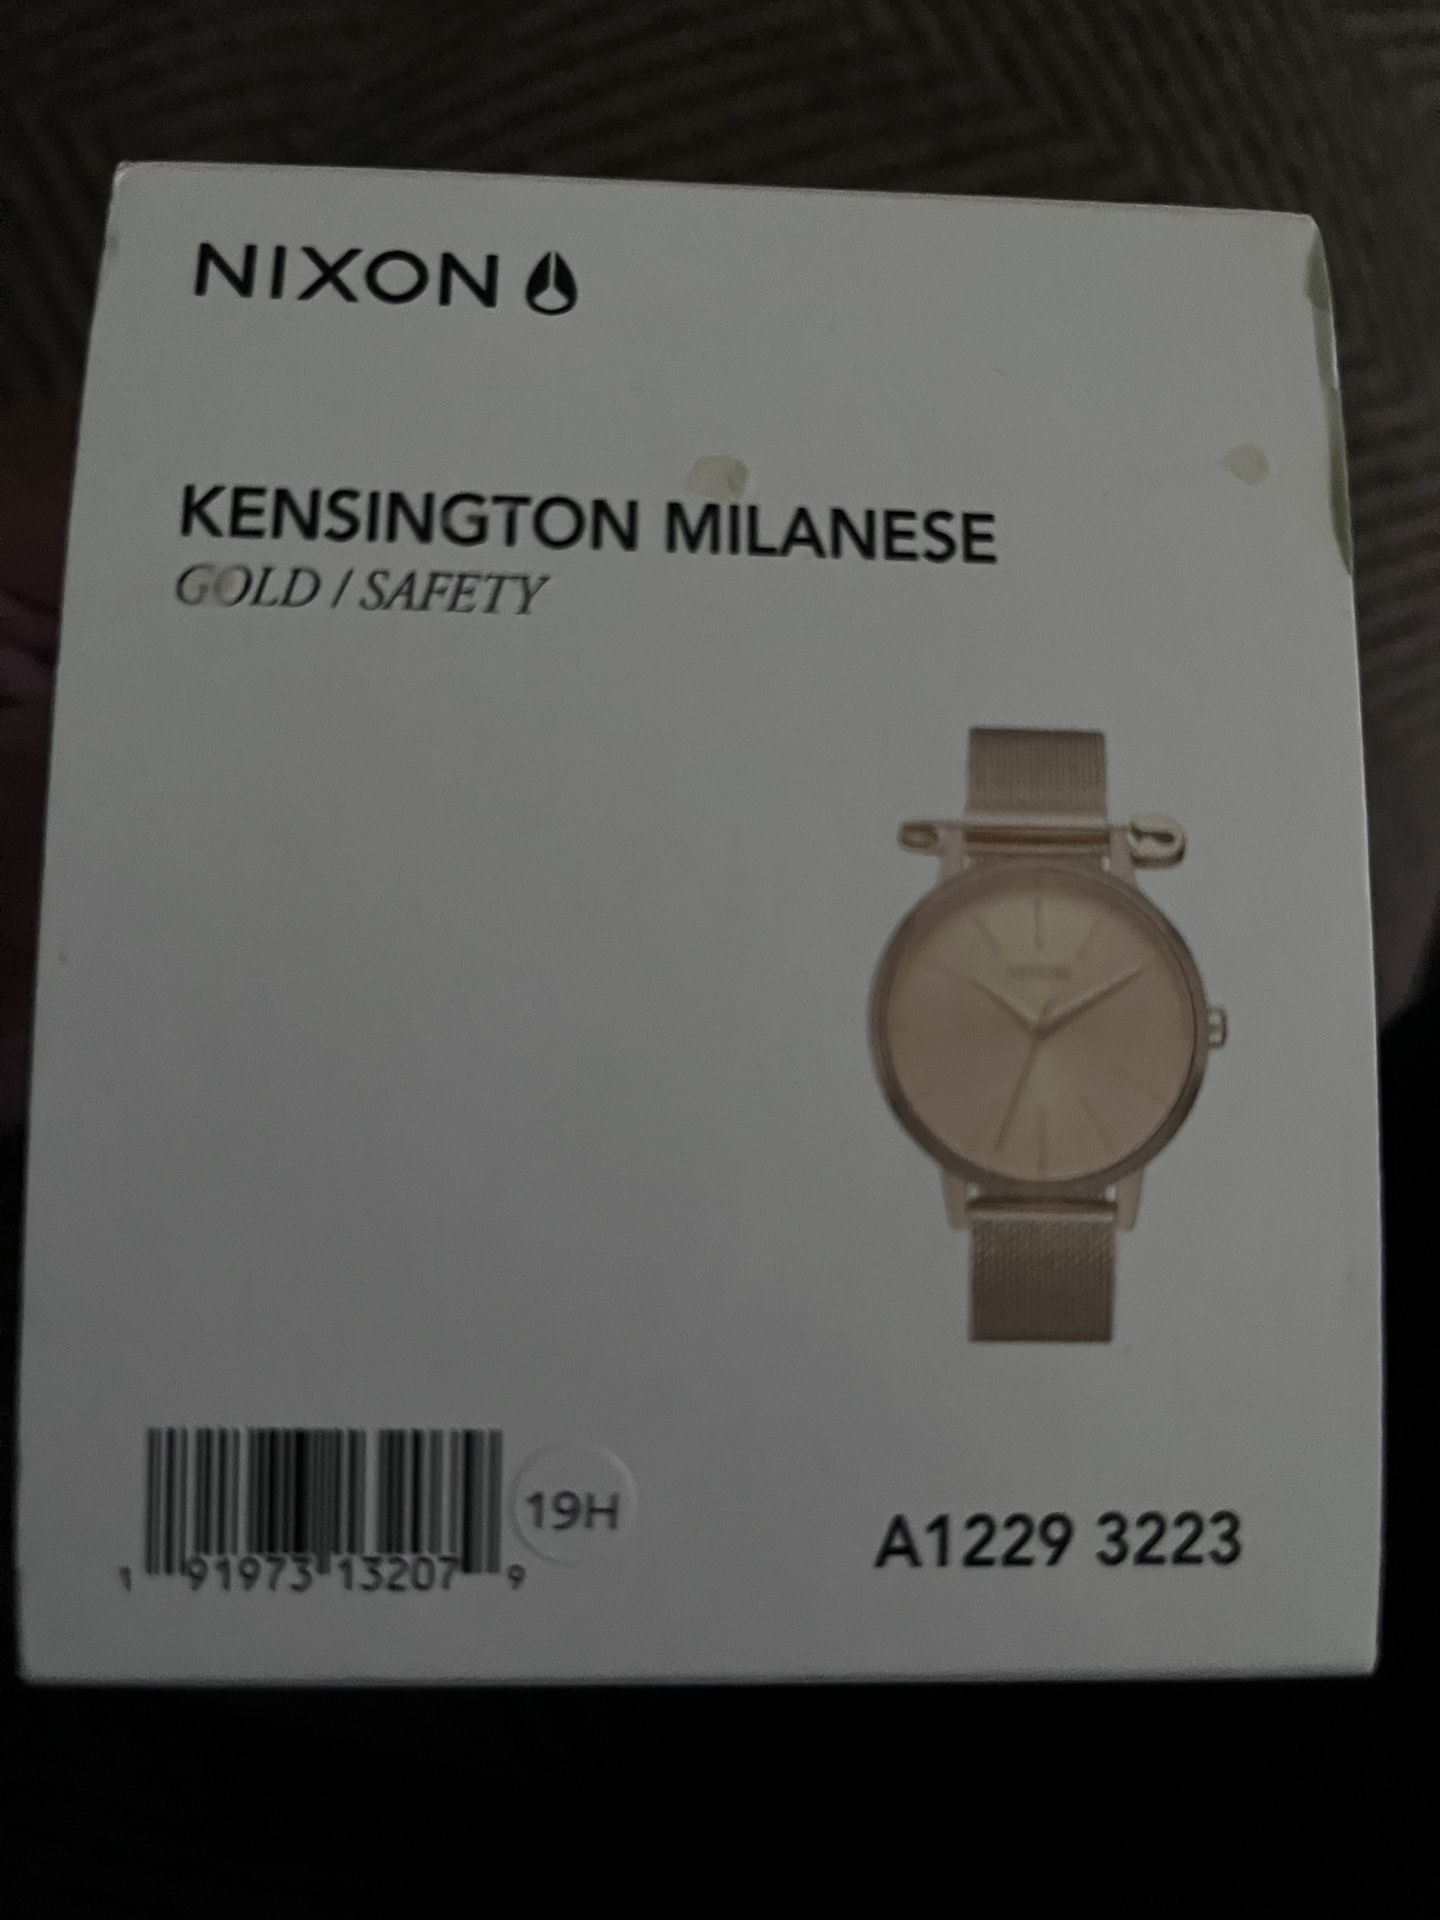 NIXON
KENSINGTON MILANESE
GOLD / SAFETY
19H
1 91973 13207 9
A1229 3223